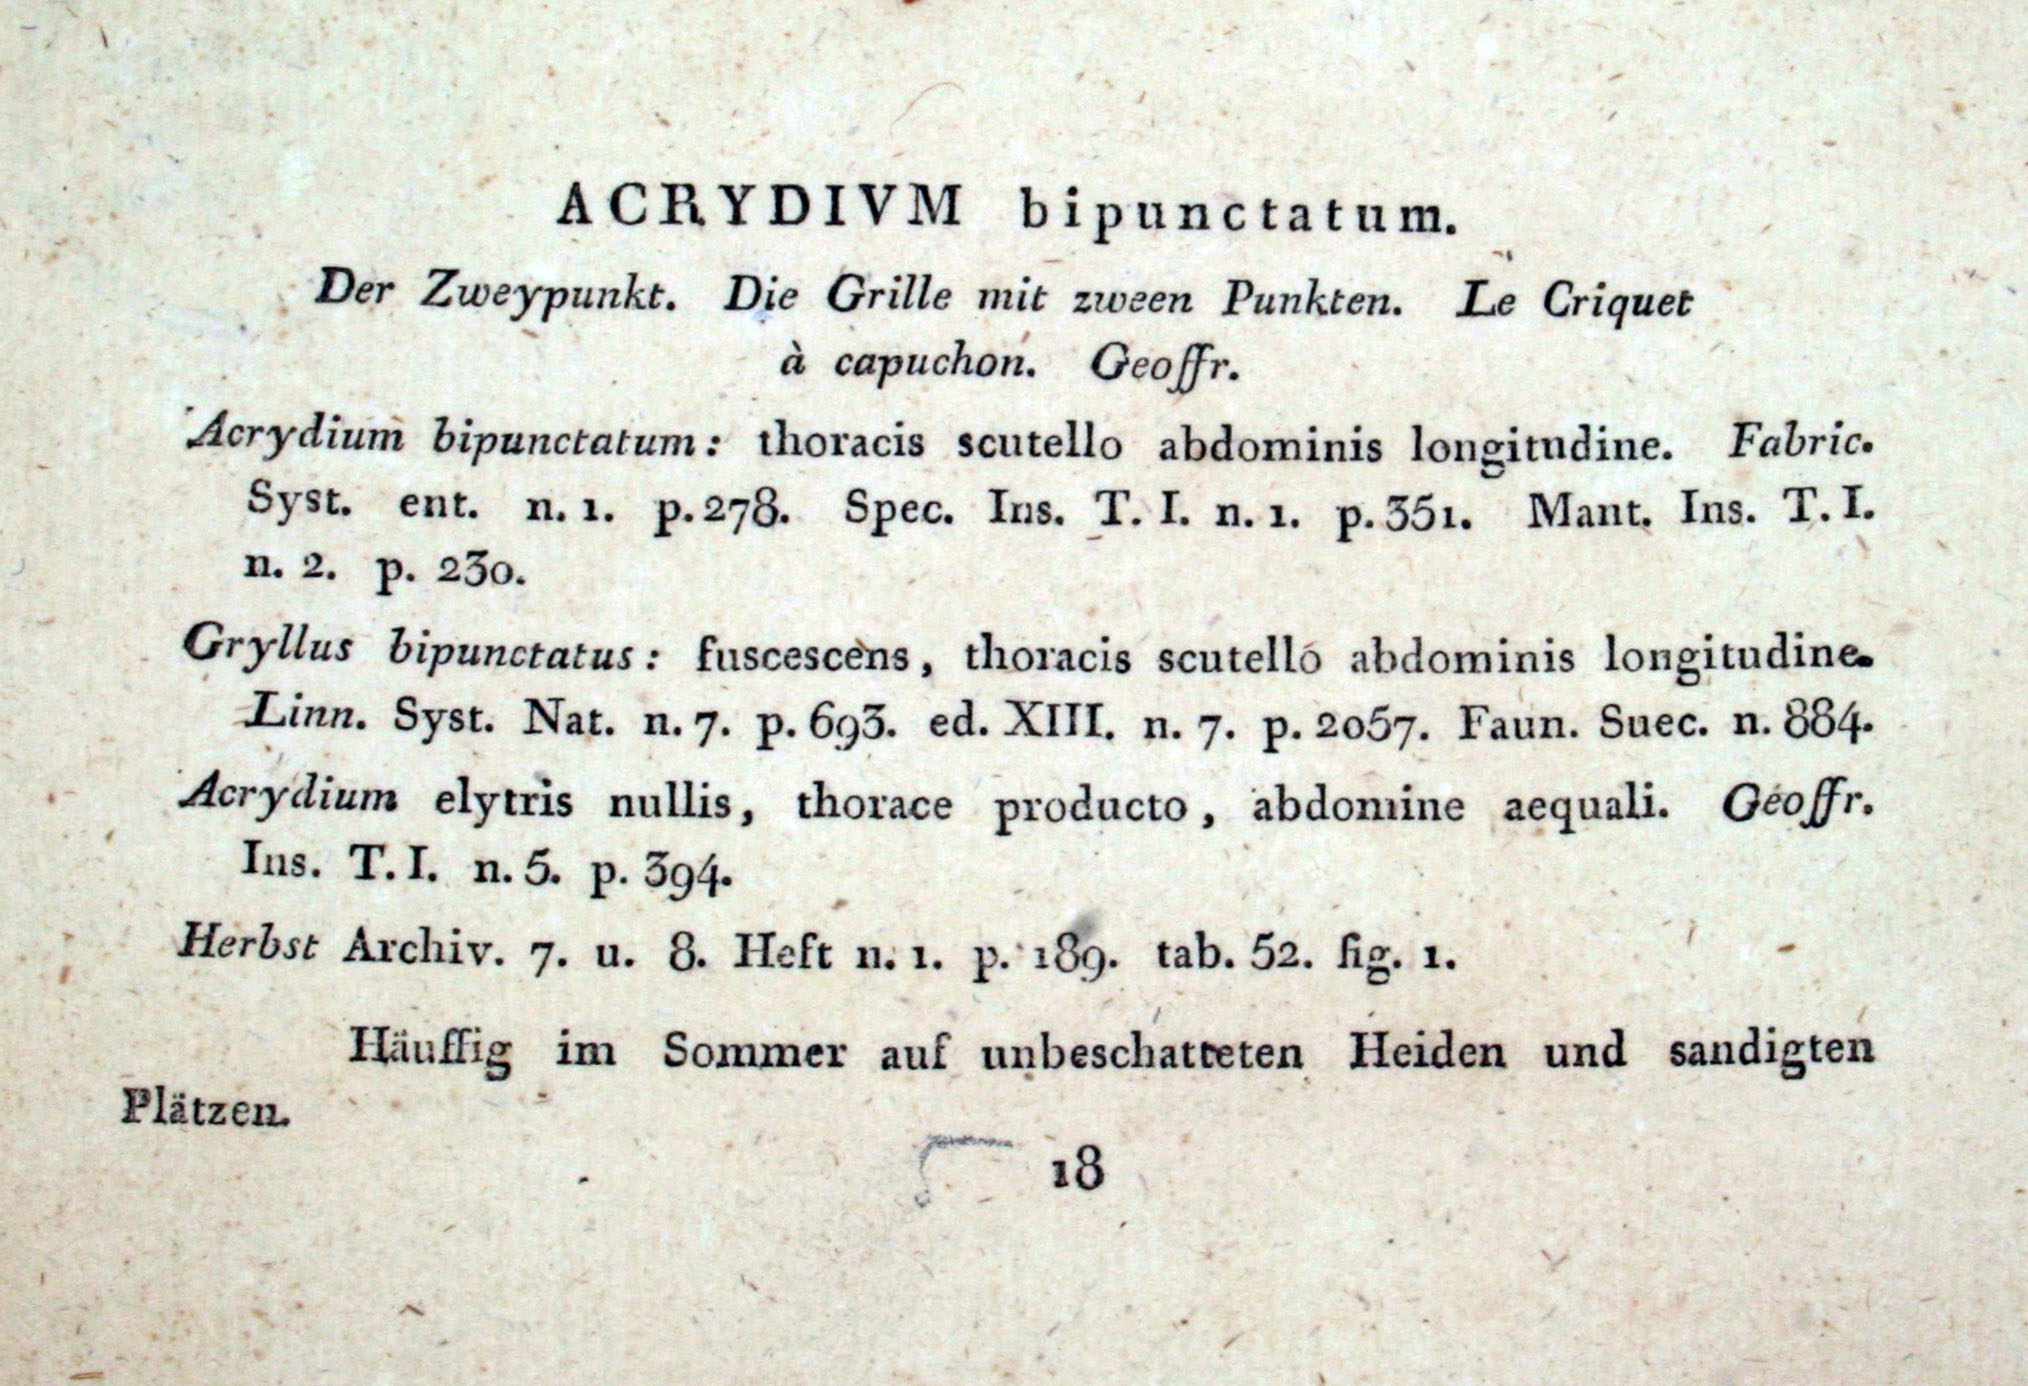 ACRYDIVM bipunctatum.
Der Zweypunkt. Die Grille mit zween Punkten. Le Criquet
à capuchon. Geoffr.
Acrydium bipunctatum: thoracis scutello abdominis longitudine. Fabric.
Syst. ent. n. 1. p. 278. Spec. Ins. T. I. n. 1. p. 351. Mant. Ins. T. I.
n. 2. p. 230.
Gryllus bipunctatus: fuscescens, thoracis scutello abdominis longitudine.
Linn. Syst. Nat. n. 7. p. 693. ed. XIII. n. 7. p. 2057. Faun. Suec. n. 884.
Acrydium elytris nullis, thorace producto, abdomine aequali. Geoffr.
Ins. T. I. n. 5. p. 394.
Herbst Archiv. 7. u. 8. Heft n. 1. p. 189. tab. 52. fig. 1.
Häuffig im Sommer auf unbeschatteten Heiden und sandigten
Plätzen.
18